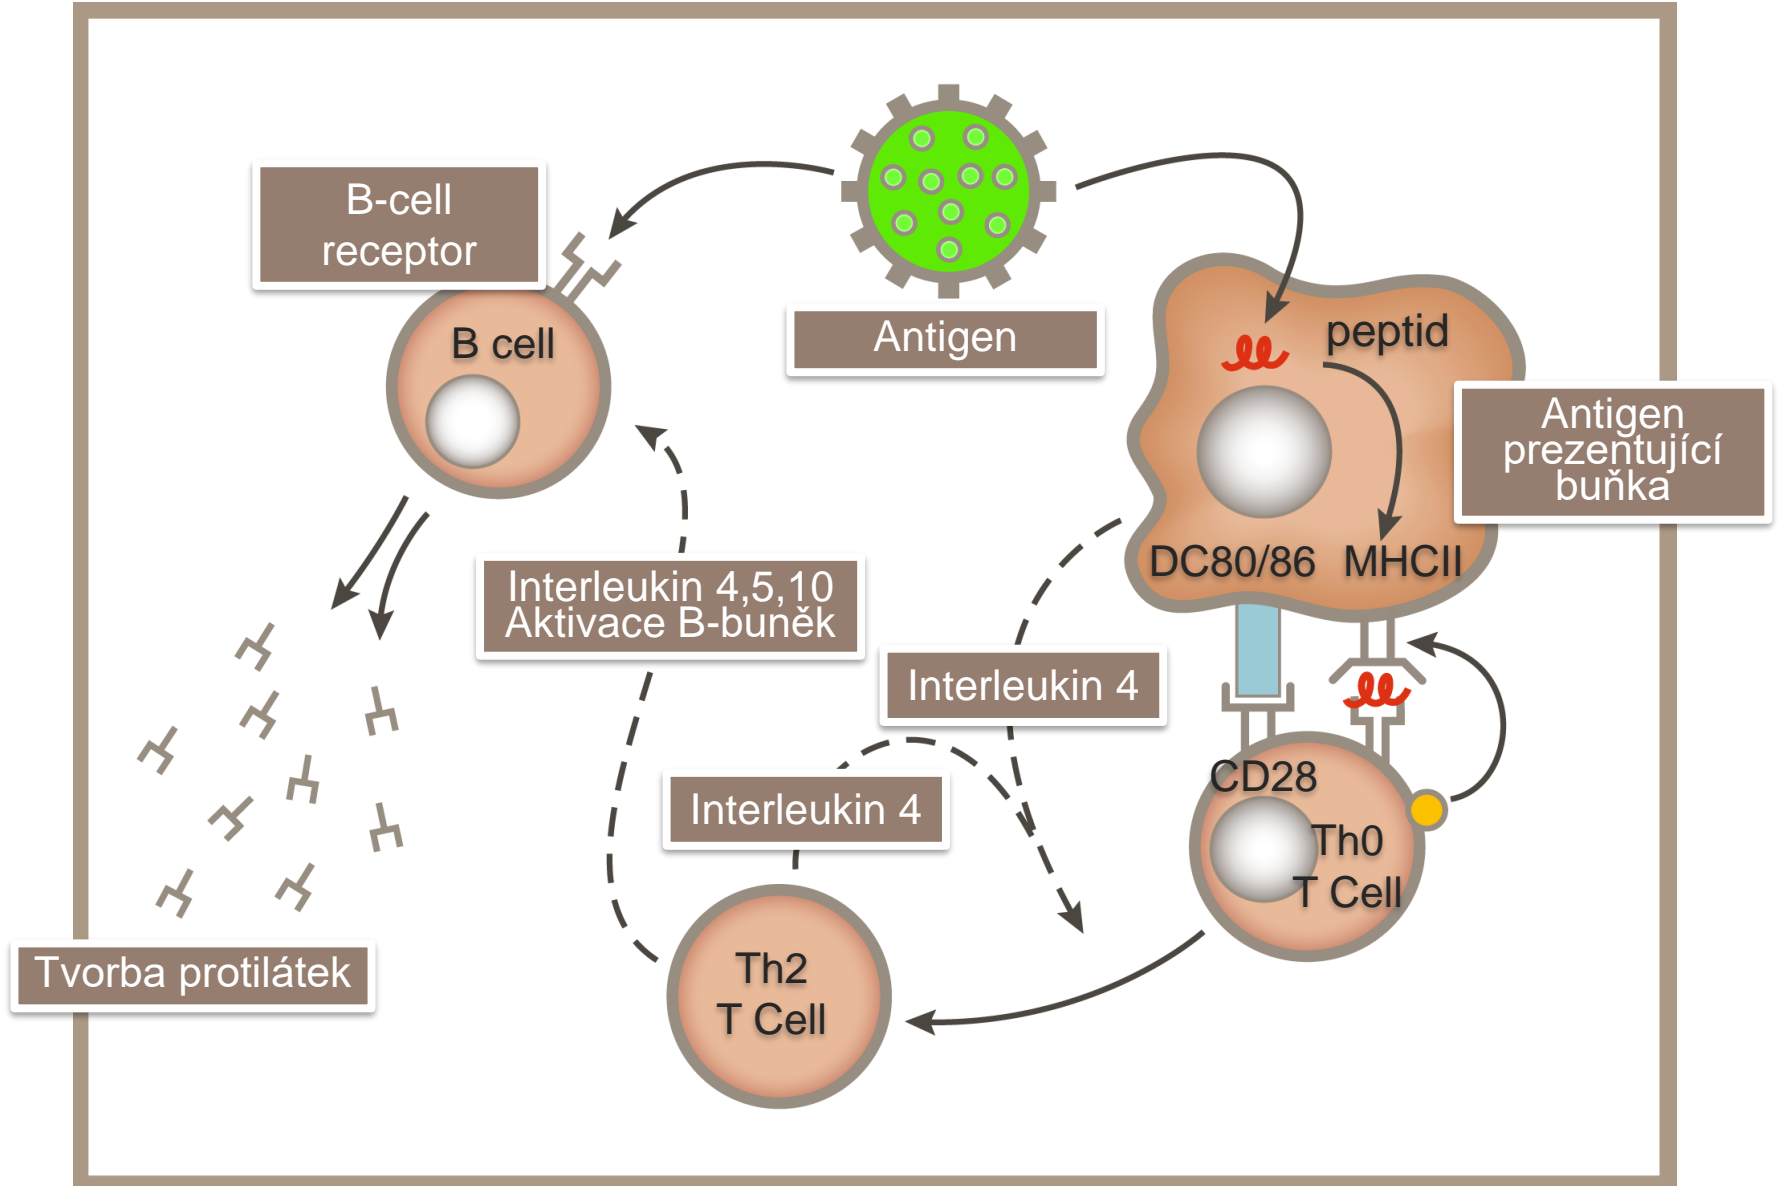 B-cell
receptor
B cell
Antigen
peptid
Antigen
prezentující
buňka
DC80/86
MHCII
Interleukin 4,5,10
Aktivace B-buněk
Interleukin 4
Interleukin 4
CD28
Th0
T Cell
Th2
T Cell
Tvorba protilátek